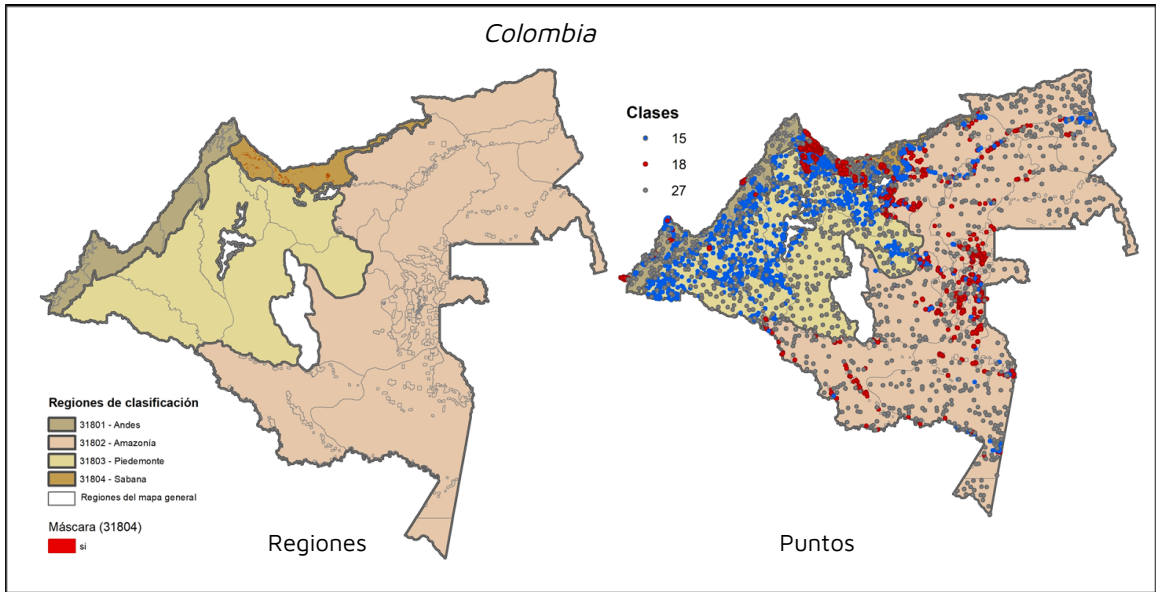 Colombia
Clases
15
18
27
Regiones de clasificación
31801 - Andes
31802 - Amazonía
31803 - Piedemonte
31804 - Sabana
Regiones del mapa general
Máscara (31804)
si
Regiones
Puntos